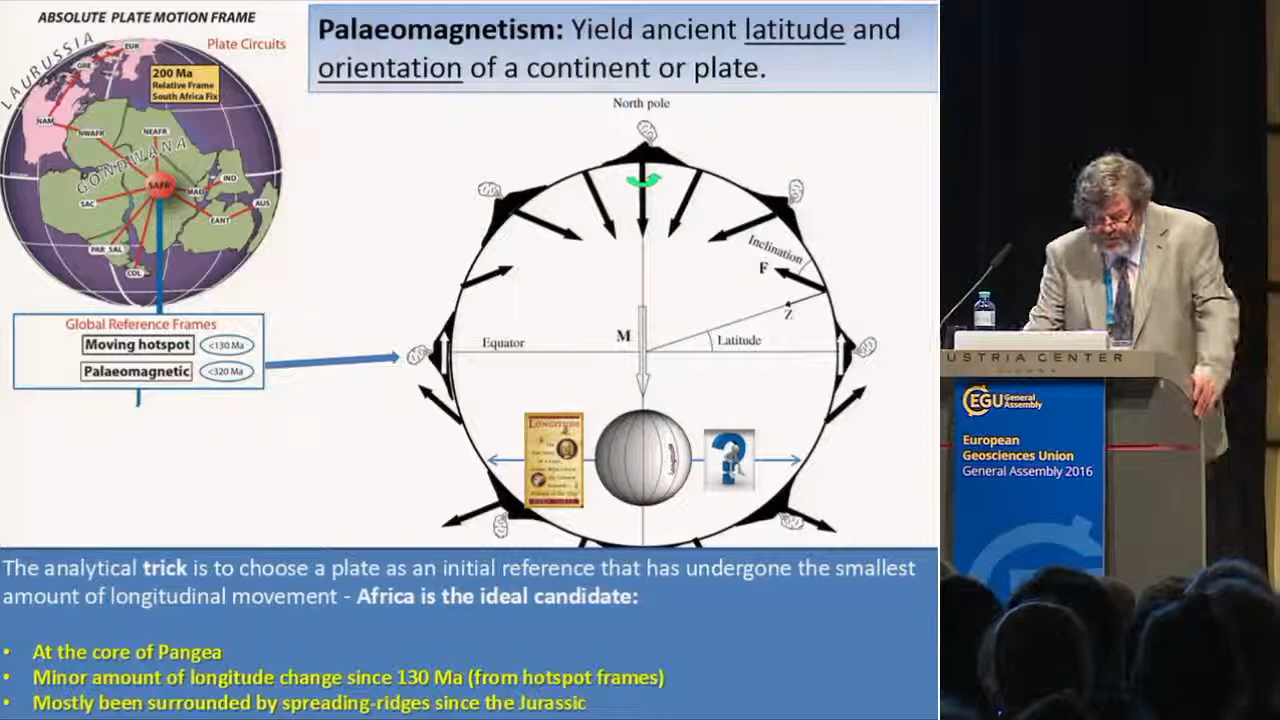 ABSOLUTE PLATE MOTION FRAME
Plate Circuits
LAURUSSIA
200 Ma
Relative Frame
South Africa Fix
EUR
GRE
NAM
NWAFR
NEAFR
GONDWANA
SAFR
MAD
IND
SAC
EANT
AUS
PAR_SAL
COL
Global Reference Frames
Moving hotspot
<130 Ma
Palaeomagnetic
<320 Ma
Palaeomagnetism: Yield ancient latitude and
orientation of a continent or plate.
North pole
Inclination
F
Z
M
Equator
Latitude
LONGITUDE
Longitude
?
The analytical trick is to choose a plate as an initial reference that has undergone the smallest
amount of longitudinal movement - Africa is the ideal candidate:
• At the core of Pangea
• Minor amount of longitude change since 130 Ma (from hotspot frames)
• Mostly been surrounded by spreading-ridges since the Jurassic
USTRIA CENTER
EGU General
Assembly
European
Geosciences Union
General Assembly 2016